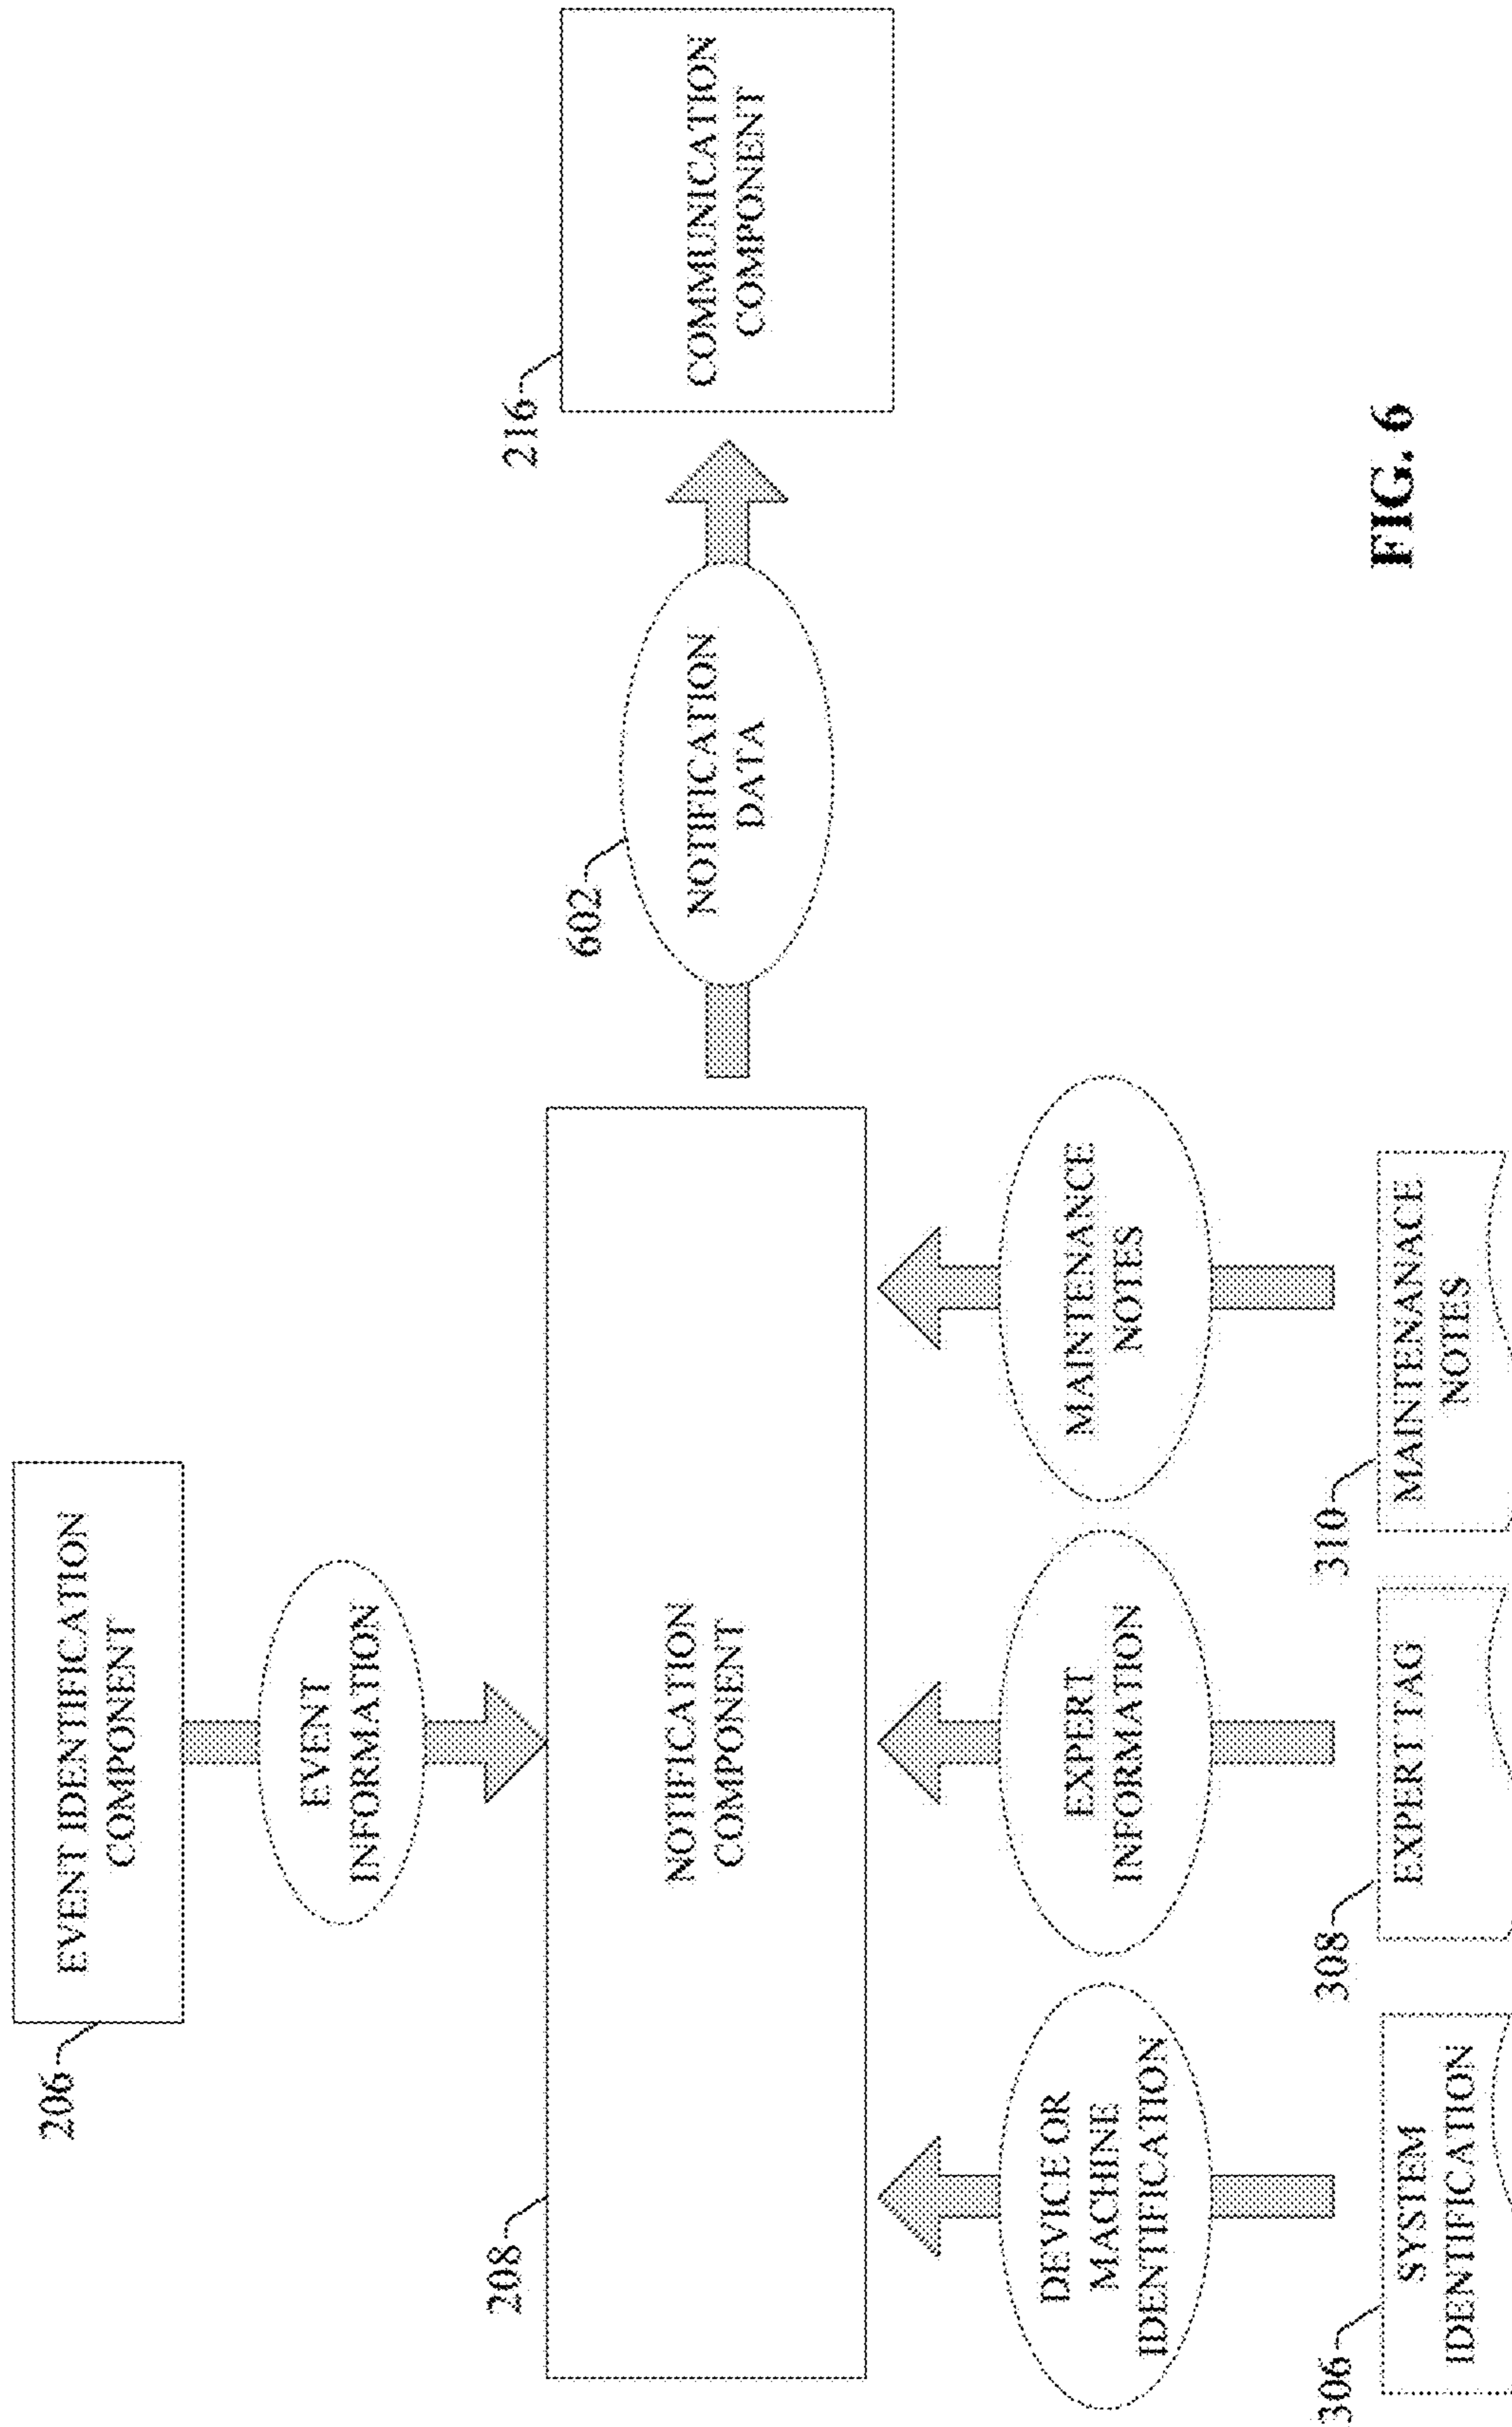 206
EVENT IDENTIFICATION
COMPONENT
EVENT
INFORMATION
208
NOTIFICATION
COMPONENT
602
NOTIFICATION
DATA
216
COMMUNICATION
COMPONENT
DEVICE OR
MACHINE
IDENTIFICATION
EXPERT
INFORMATION
MAINTENANCE
NOTES
306
SYSTEM
IDENTIFICATION
308
EXPERT TAG
310
MAINTENANACE
NOTES
FIG. 6